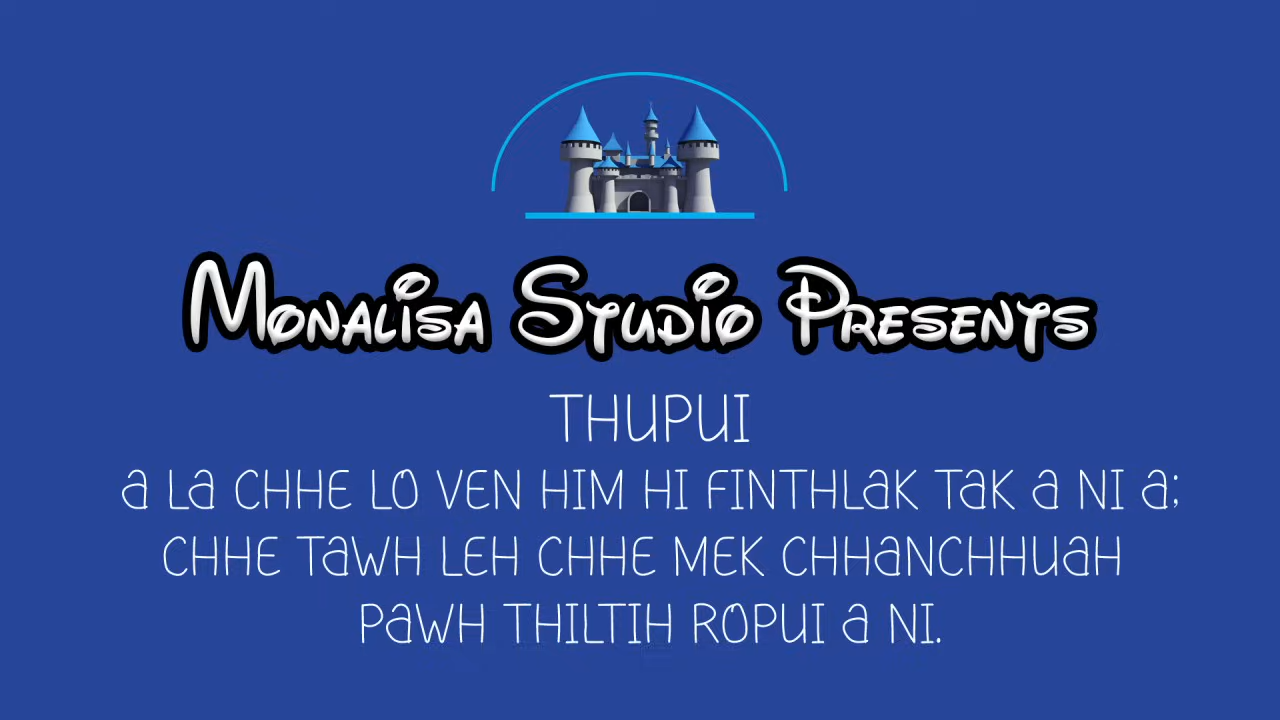 Monalisa Studio Presents
THUPUI
a La CHHE LO VEN HIM HI FINTHLaK TaK a NI a;
CHHE TaWH LEH CHHE MEK CHHaNCHHUaH
PaWH THILTIH ROPUI a NI.